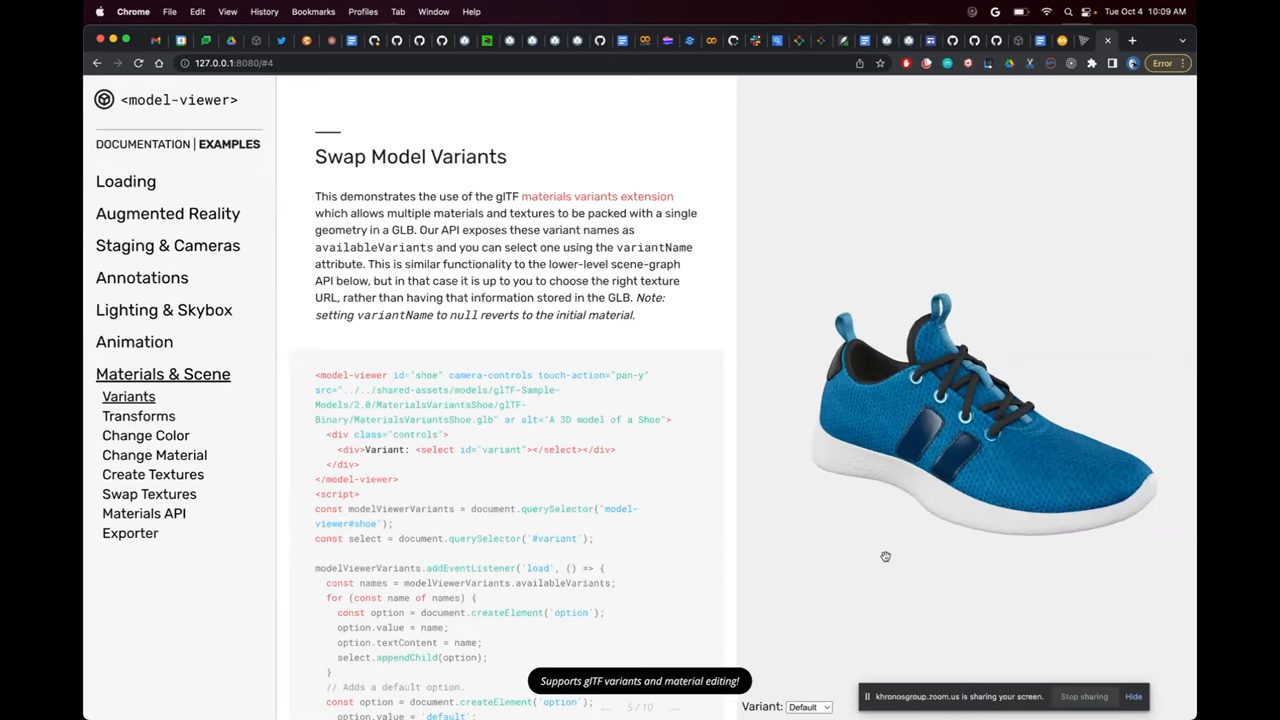 Chrome File Edit View History Bookmarks Profiles Tab Window Help
Tue Oct 4 10:09 AM
127.0.0.1:8080/#4
Error
<model-viewer>
DOCUMENTATION | EXAMPLES
Loading
Augmented Reality
Staging & Cameras
Annotations
Lighting & Skybox
Animation
Materials & Scene
Variants
Transforms
Change Color
Change Material
Create Textures
Swap Textures
Materials API
Exporter
Swap Model Variants
This demonstrates the use of the glTF materials variants extension
which allows multiple materials and textures to be packed with a single
geometry in a GLB. Our API exposes these variant names as
availableVariants and you can select one using the variantName
attribute. This is similar functionality to the lower-level scene-graph
API below, but in that case it is up to you to choose the right texture
URL, rather than having that information stored in the GLB. Note:
setting variantName to null reverts to the initial material.
<model-viewer id="shoe" camera-controls touch-action="pan-y"
src="../../shared-assets/models/glTF-Sample-
Models/2.0/MaterialsVariantsShoe/glTF-
Binary/MaterialsVariantsShoe.glb" ar alt="A 3D model of a Shoe">
<div class="controls">
<div>Variant: <select id="variant"></select></div>
</div>
</model-viewer>
<script>
const modelViewerVariants = document.querySelector('model-
viewer#shoe');
const select = document.querySelector('#variant');
modelViewerVariants.addEventListener('load', () => {
const names = modelViewerVariants.availableVariants;
for (const name of names) {
const option = document.createElement('option');
option.value = name;
option.textContent = name;
select.appendChild(option);
}
// Adds a default option.
const option = document.createElement('option');
option.value = 'default';
Supports glTF variants and material editing!
5 / 10
Variant: Default
khronosgroup.zoom.us is sharing your screen.
Stop sharing
Hide